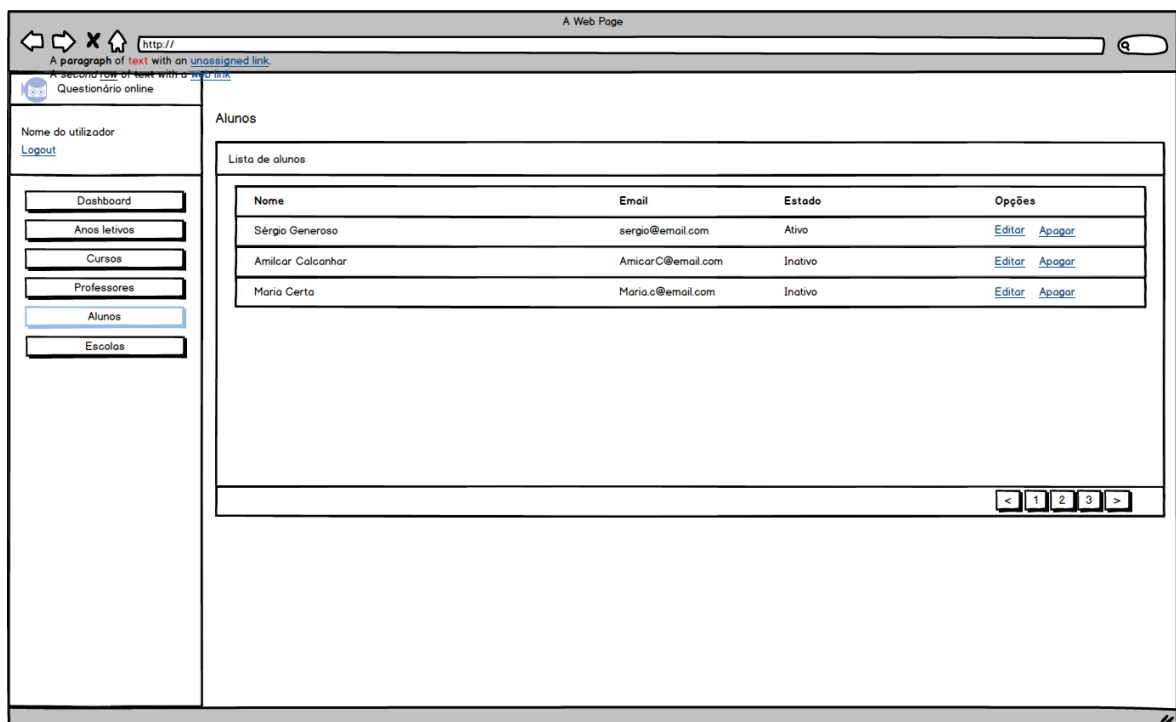 A Web Page
http://
A paragraph of text with an unassigned link.
A second row of text with a web link
Questionário online
Nome do utilizador
Logout
Dashboard
Anos letivos
Cursos
Professores
Alunos
Escolas
Alunos
Lista de alunos
Nome Email Estado Opções
Sérgio Generoso sergio@email.com Ativo Editar Apagar
Amilcar Calcanhar AmicarC@email.com Inativo Editar Apagar
Maria Certa Maria.c@email.com Inativo Editar Apagar
< 1 2 3 >